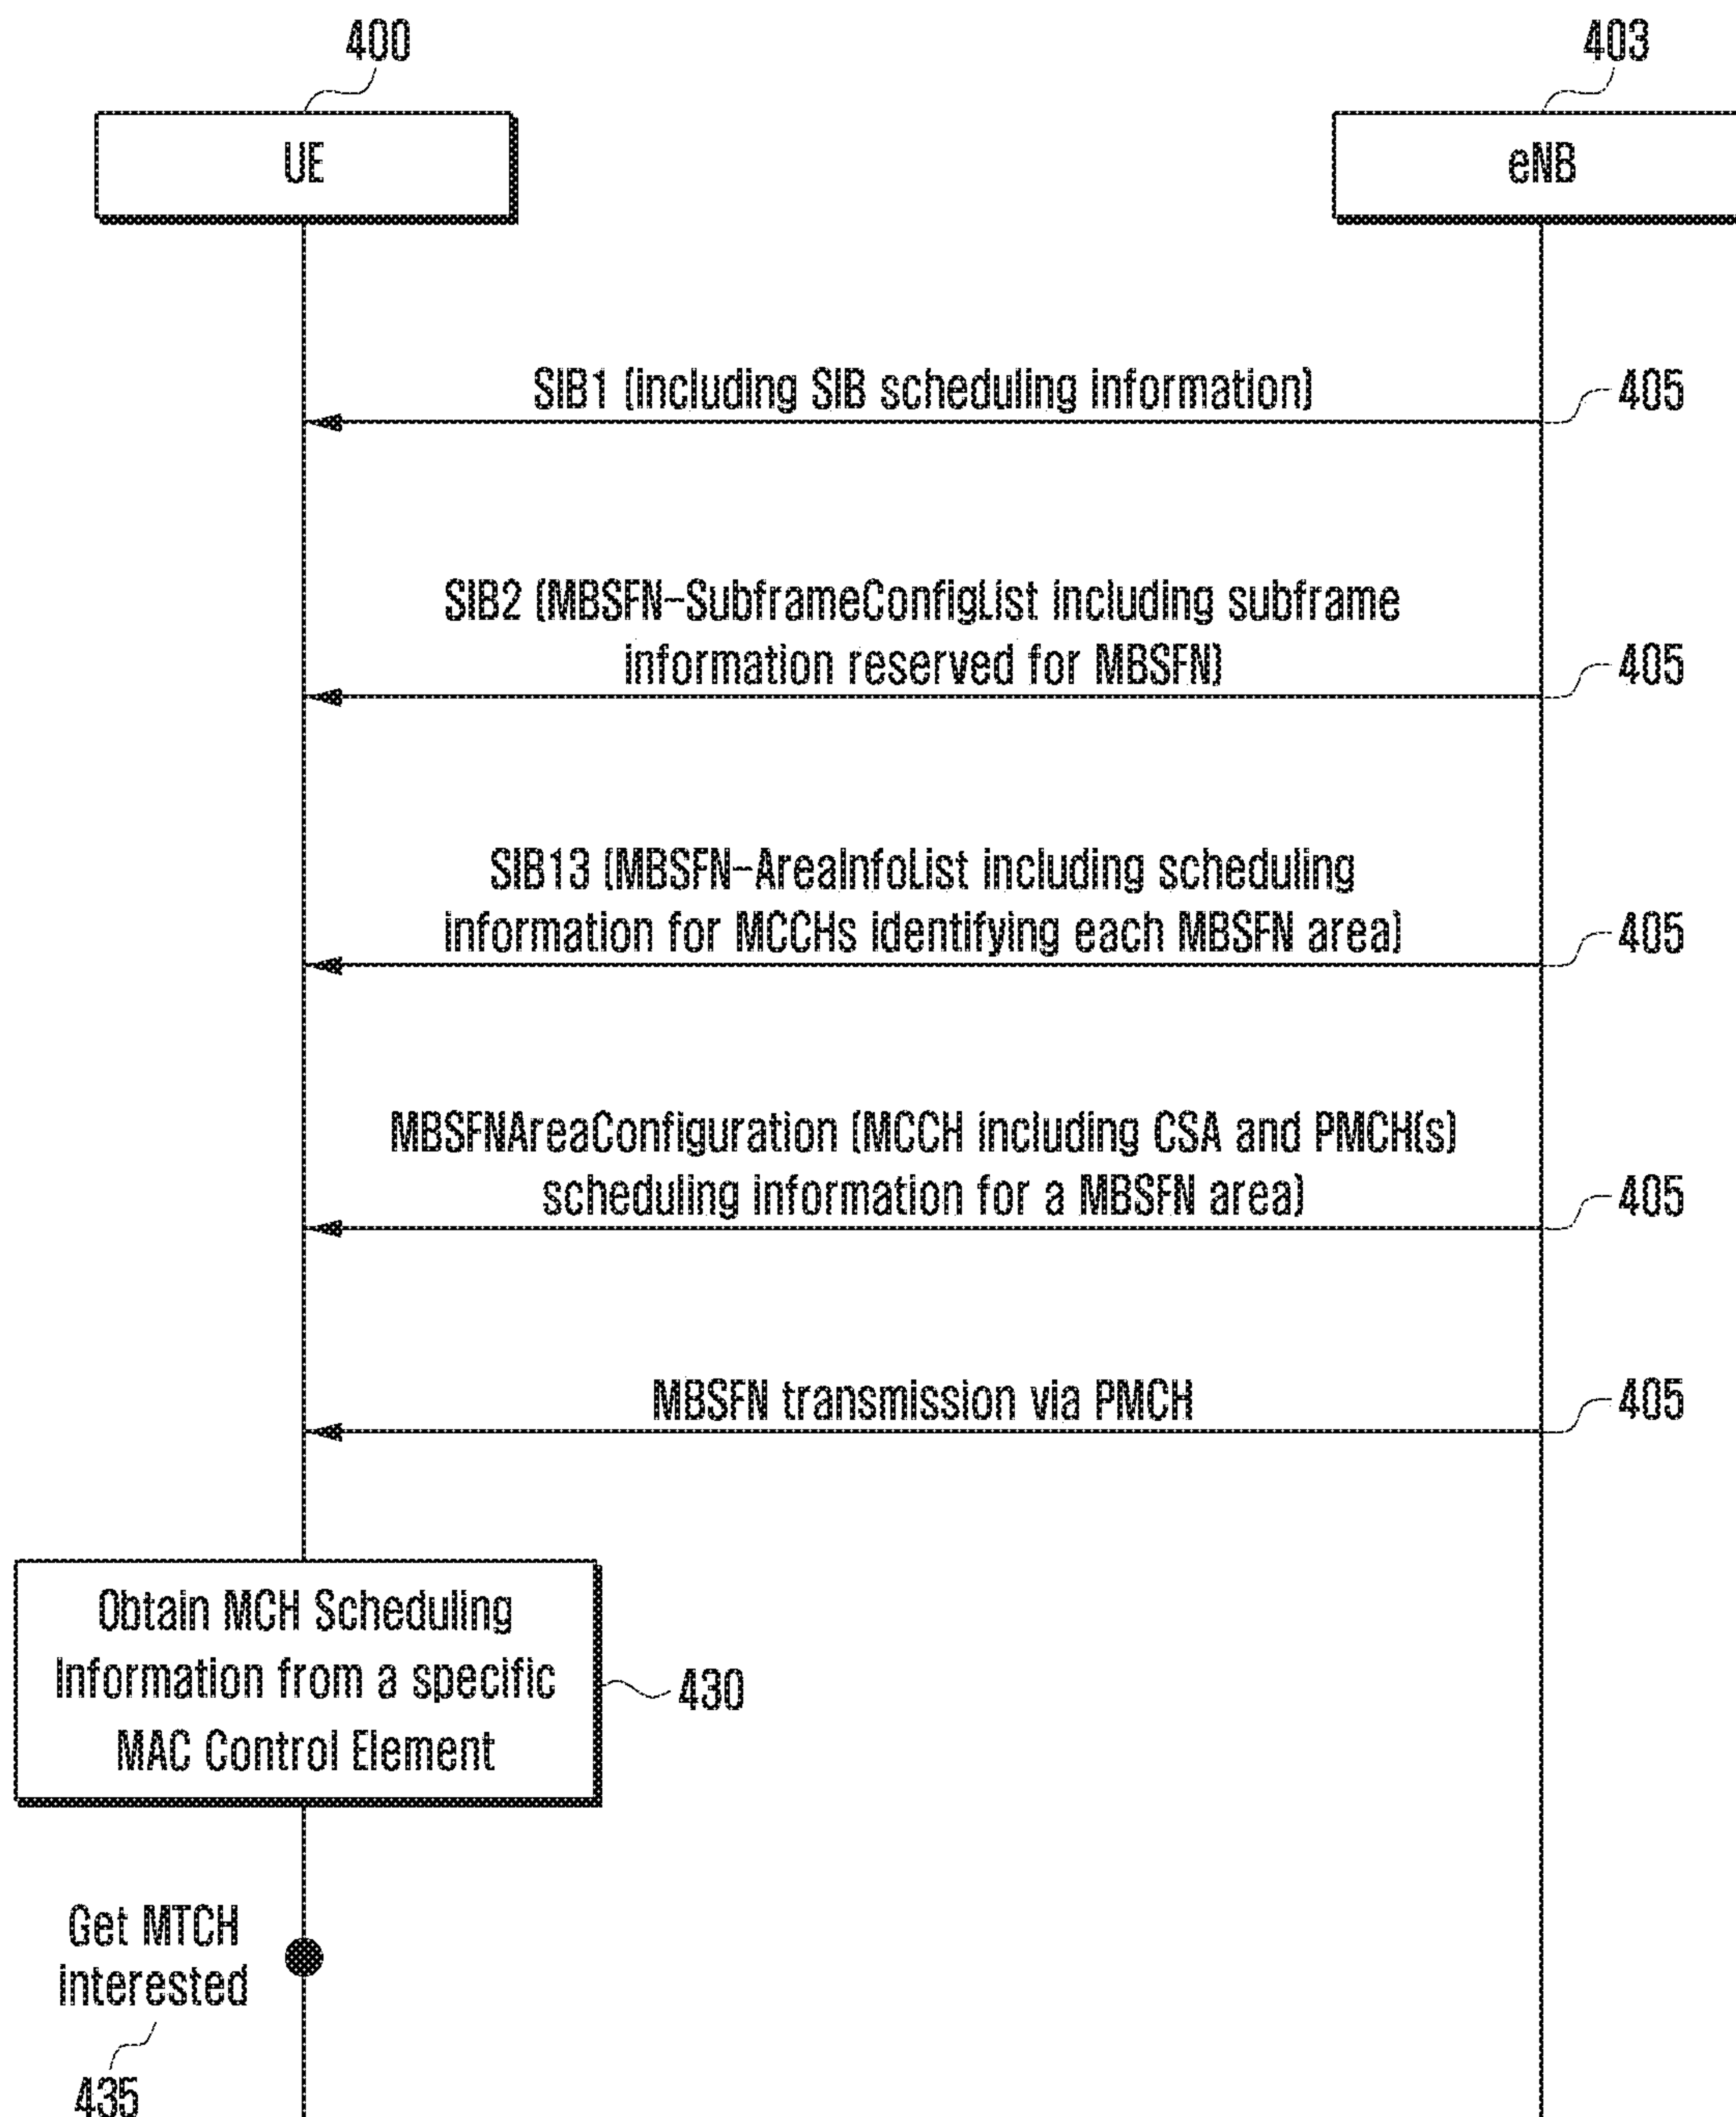 400
403
UE
eNB
SIB1 (including SIB scheduling information)
405
SIB2 (MBSFN-SubframeConfigList including subframe
information reserved for MBSFN)
405
SIB13 (MBSFN-AreaInfoList including scheduling
information for MCCHs identifying each MBSFN area)
405
MBSFNAreaConfiguration (MCCH including CSA and PMCH(s)
scheduling information for a MBSFN area)
405
MBSFN transmission via PMCH
405
Obtain MCH Scheduling
Information from a specific
MAC Control Element
430
Get MTCH
interested
435